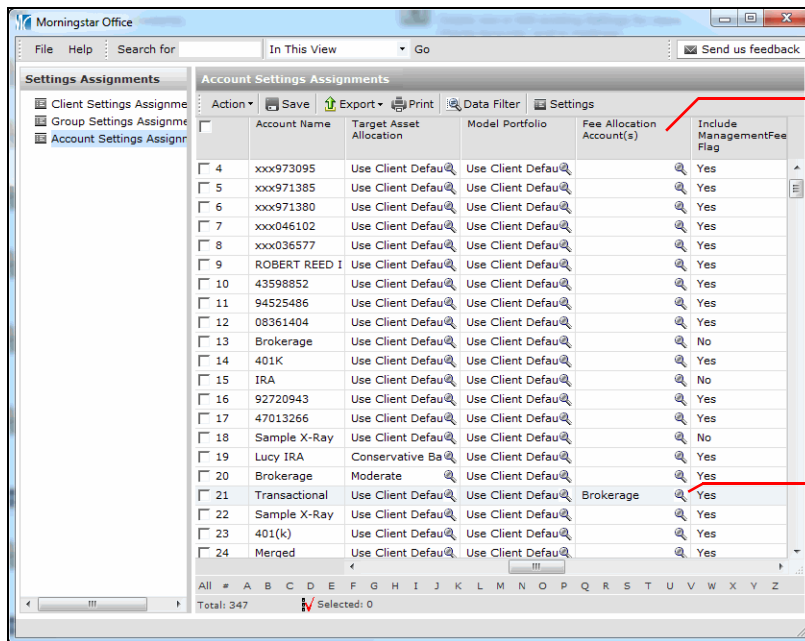 Morningstar Office
File Help Search for In This View Go Send us feedback
Settings Assignments
Client Settings Assignme
Group Settings Assignme
Account Settings Assignm
Account Settings Assignments
Action Save Export Print Data Filter Settings
Account Name Target Asset Allocation Model Portfolio Fee Allocation Account(s) Include ManagementFee Flag
4 xxx973095 Use Client Defau Use Client Defau Yes
5 xxx971385 Use Client Defau Use Client Defau Yes
6 xxx971380 Use Client Defau Use Client Defau Yes
7 xxx046102 Use Client Defau Use Client Defau Yes
8 xxx036577 Use Client Defau Use Client Defau Yes
9 ROBERT REED I Use Client Defau Use Client Defau Yes
10 43598852 Use Client Defau Use Client Defau Yes
11 94525486 Use Client Defau Use Client Defau Yes
12 08361404 Use Client Defau Use Client Defau Yes
13 Brokerage Use Client Defau Use Client Defau No
14 401K Use Client Defau Use Client Defau Yes
15 IRA Use Client Defau Use Client Defau No
16 92720943 Use Client Defau Use Client Defau Yes
17 47013266 Use Client Defau Use Client Defau Yes
18 Sample X-Ray Use Client Defau Use Client Defau No
19 Lucy IRA Conservative Ba Use Client Defau Yes
20 Brokerage Moderate Use Client Defau Yes
21 Transactional Use Client Defau Use Client Defau Brokerage Yes
22 Sample X-Ray Use Client Defau Use Client Defau Yes
23 401(k) Use Client Defau Use Client Defau Yes
24 Merged Use Client Defau Use Client Defau Yes
All # A B C D E F G H I J K L M N O P Q R S T U V W X Y Z
Total: 347 Selected: 0